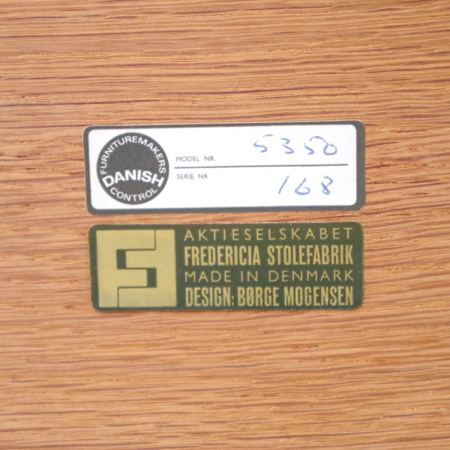 FURNITUREMAKERS
DANISH
CONTROL
MODEL NR. 5350
SERIE NR 168
AKTIESELSKABET
FREDERICIA STOLEFABRIK
MADE IN DENMARK
DESIGN: BØRGE MOGENSEN